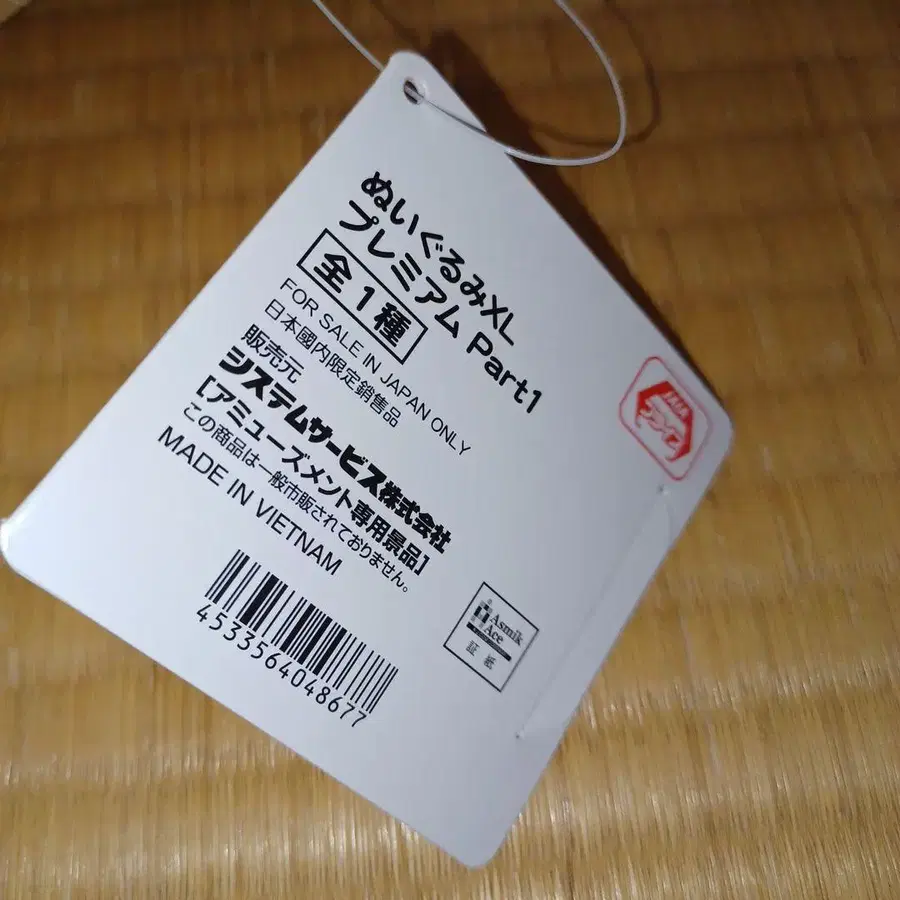 ぬいぐるみXL
プレミアム Part1
全1種
FOR SALE IN JAPAN ONLY
日本國内限定銷售品
販売元
システムサービス株式会社
[アミューズメント専用景品]
この商品は一般市販されておりません。
MADE IN VIETNAM
4533564048677
JAIA
Asmik
Ace
証紙